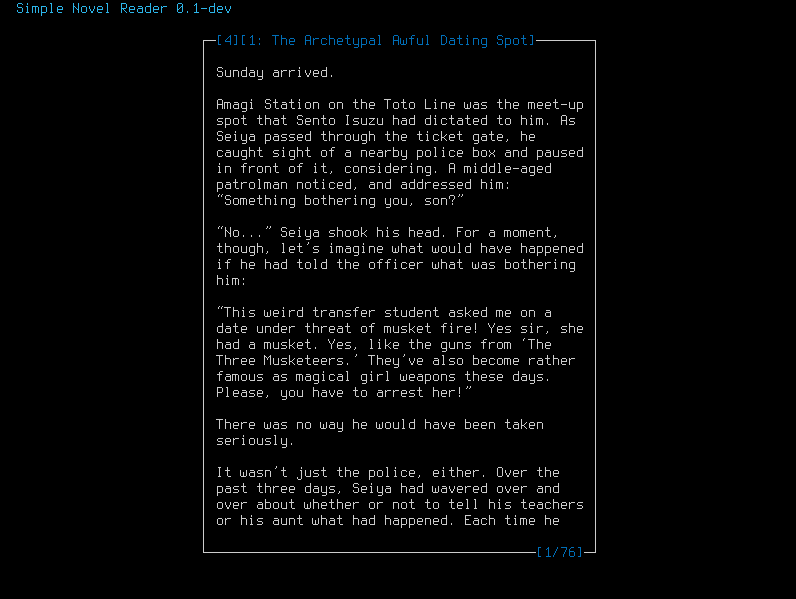 Simple Novel Reader 0.1-dev
[4][1: The Archetypal Awful Dating Spot]
Sunday arrived.
Amagi Station on the Toto Line was the meet-up
spot that Sento Isuzu had dictated to him. As
Seiya passed through the ticket gate, he
caught sight of a nearby police box and paused
in front of it, considering. A middle-aged
patrolman noticed, and addressed him:
“Something bothering you, son?”
“No...” Seiya shook his head. For a moment,
though, let’s imagine what would have happened
if he had told the officer what was bothering
him:
“This weird transfer student asked me on a
date under threat of musket fire! Yes sir, she
had a musket. Yes, like the guns from ‘The
Three Musketeers.’ They’ve also become rather
famous as magical girl weapons these days.
Please, you have to arrest her!”
There was no way he would have been taken
seriously.
It wasn’t just the police, either. Over the
past three days, Seiya had wavered over and
over about whether or not to tell his teachers
or his aunt what had happened. Each time he
[1/76]